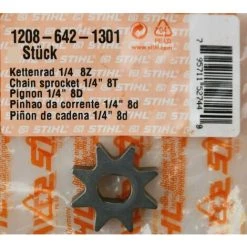 STIHL
1208-642-1301
Stück
Kettenrad 1/4 8Z
Chain sprocket 1/4" 8T
Pignon 1/4" 8D
Pinhao da corrente 1/4" 8d
Piñon de cadena 1/4" 8d